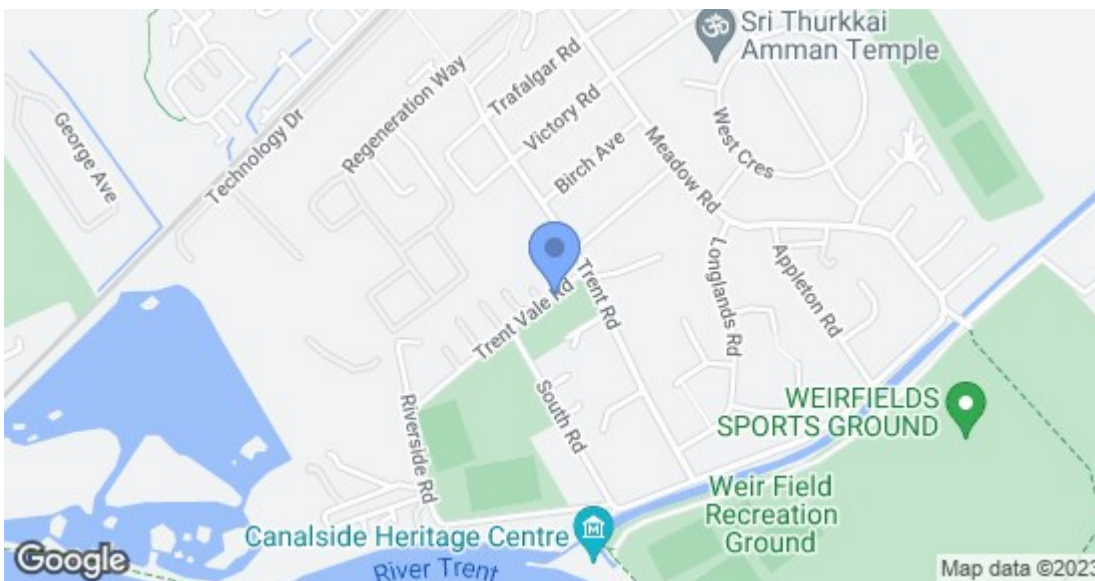 Sri Thurkkai
Amman Temple
George Ave
Technology Dr
Regeneration Way
Trafalgar Rd
Victory Rd
Birch Ave
Meadow Rd
West Cres
Trent Vale Rd
Trent Rd
Longlands Rd
Appleton Rd
Riverside Rd
South Rd
WEIRFIELDS
SPORTS GROUND
Weir Field
Recreation
Ground
Canalside Heritage Centre
River Trent
Google
Map data ©2023